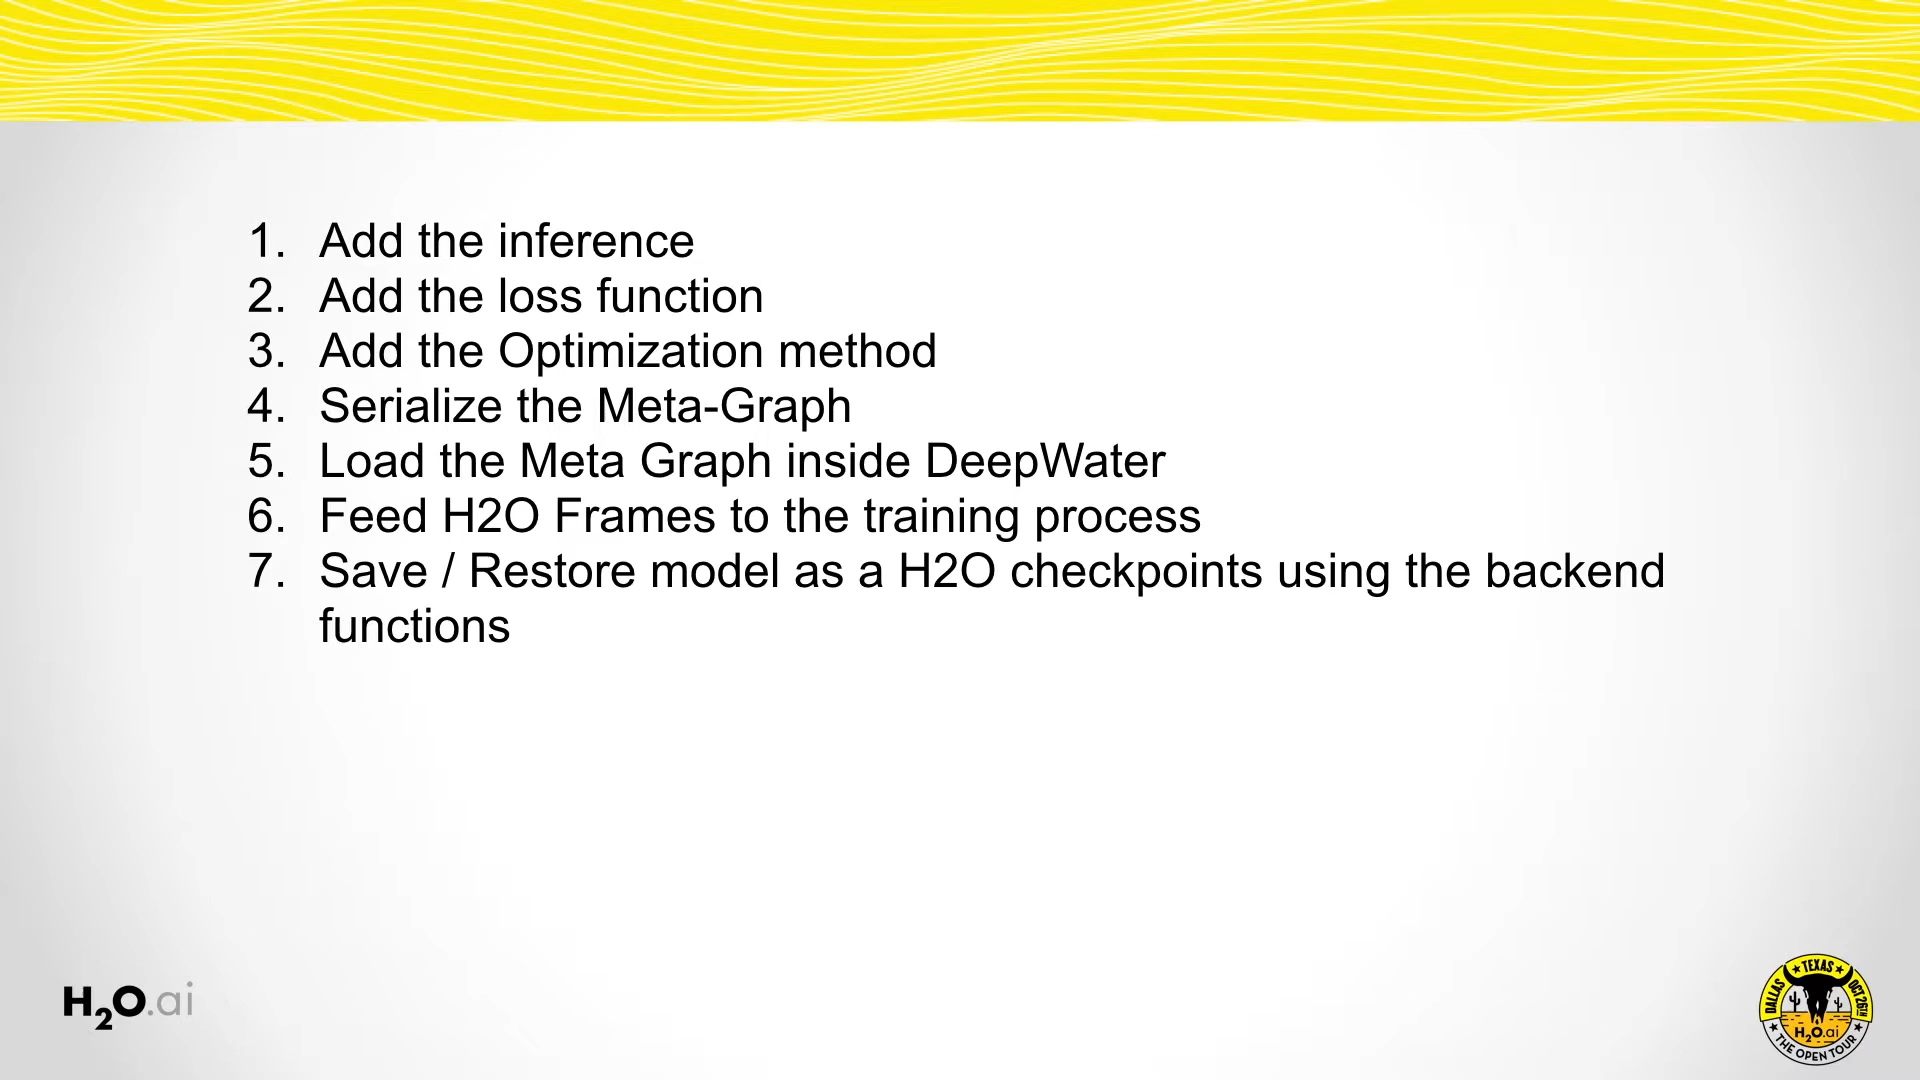 1. Add the inference
2. Add the loss function
3. Add the Optimization method
4. Serialize the Meta-Graph
5. Load the Meta Graph inside DeepWater
6. Feed H2O Frames to the training process
7. Save / Restore model as a H2O checkpoints using the backend
functions
H2O.ai
DALLAS ★ TEXAS ★ OCT 26TH
H2O.ai
★ THE OPEN TOUR ★